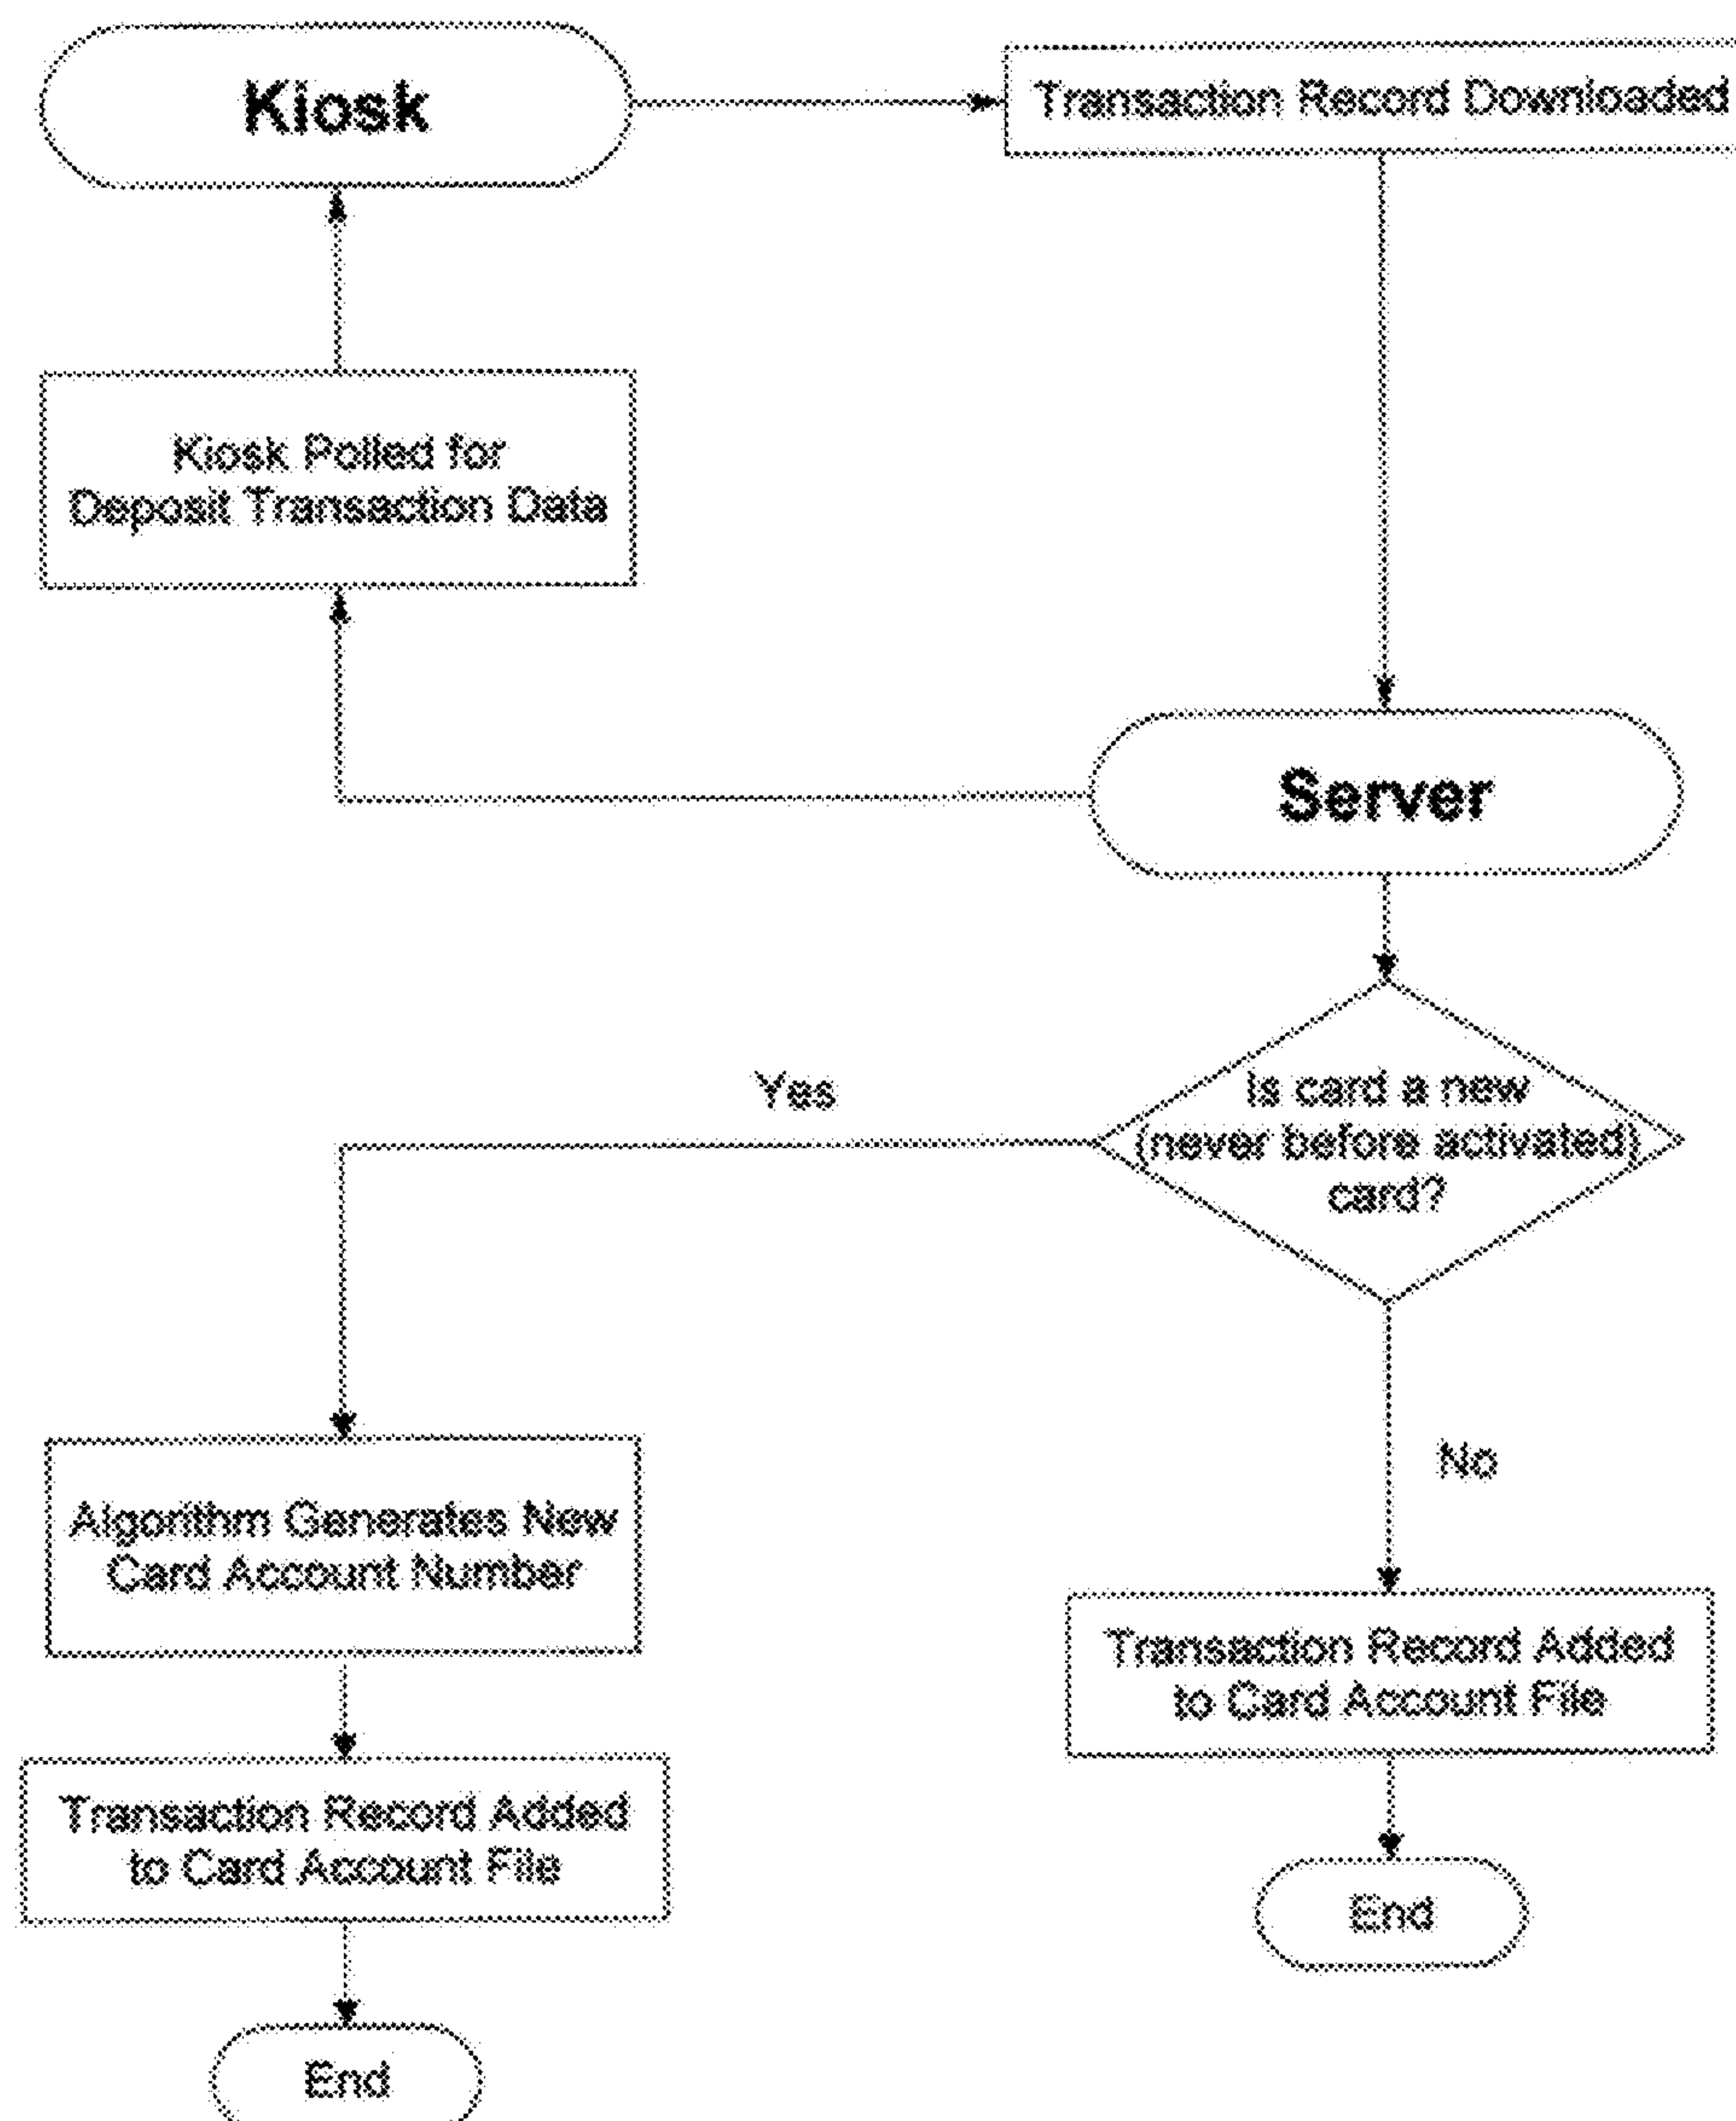 Kiosk
Transaction Record Downloaded
Kiosk Polled for
Deposit Transaction Data
Server
Is card a new
(never before activated)
card?
Yes
No
Algorithm Generates New
Card Account Number
Transaction Record Added
to Card Account File
Transaction Record Added
to Card Account File
End
End